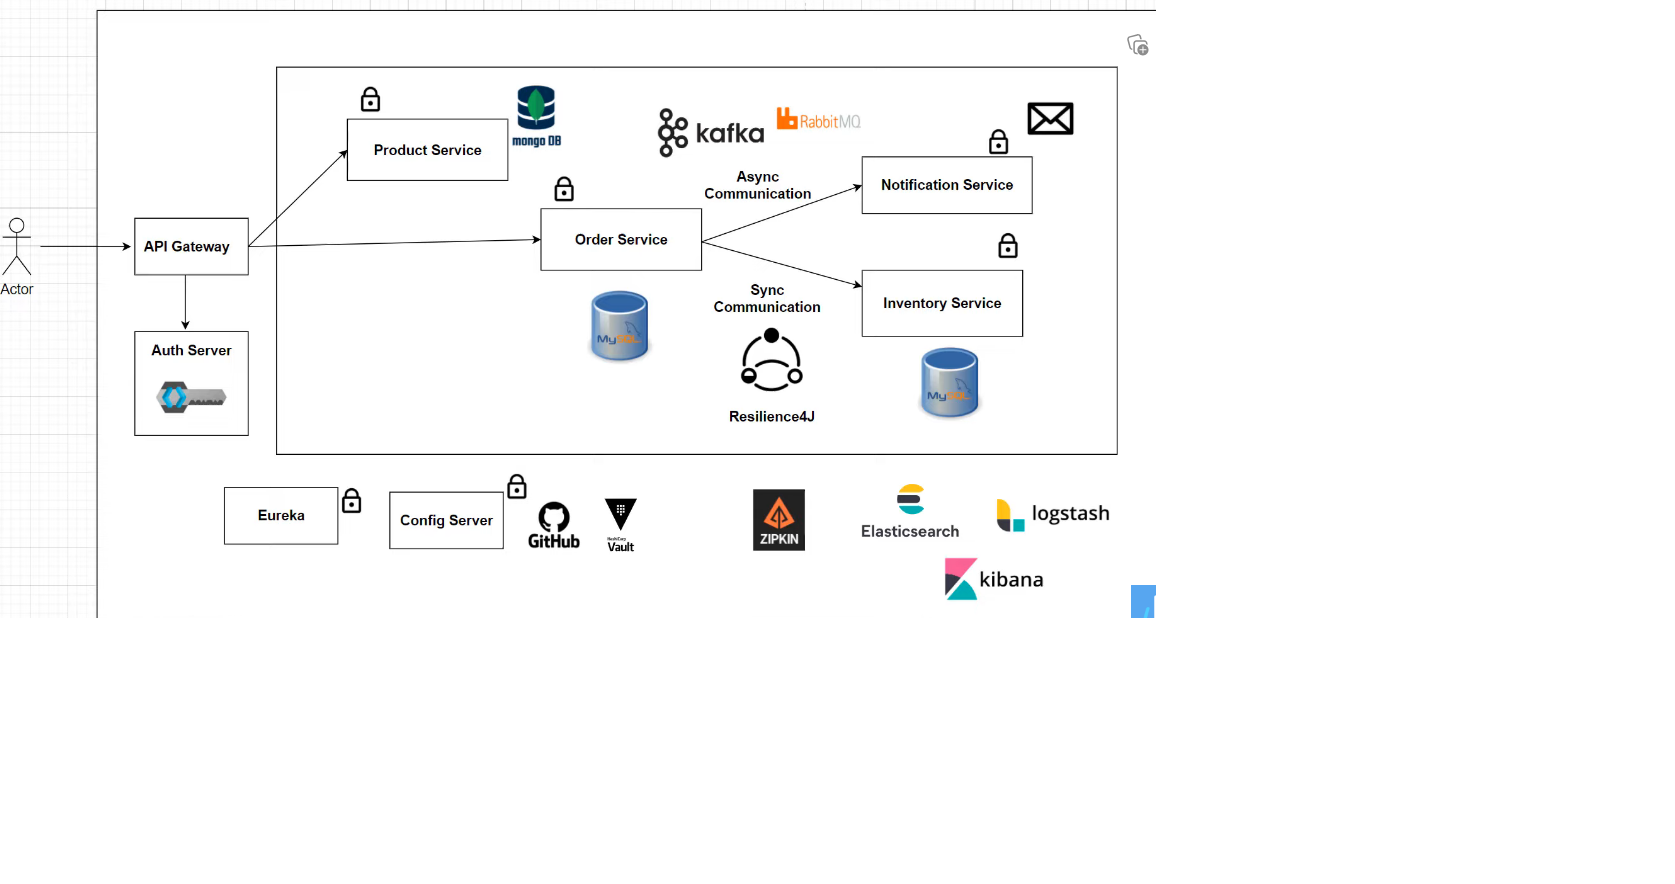 mongo DB
Product Service
kafka
RabbitMQ
Async
Communication
Notification Service
Order Service
API Gateway
Actor
Sync
Communication
Inventory Service
MySQL
Auth Server
MySQL
Resilience4J
Eureka
Config Server
GitHub
HashiCorp
Vault
ZIPKIN
Elasticsearch
logstash
kibana